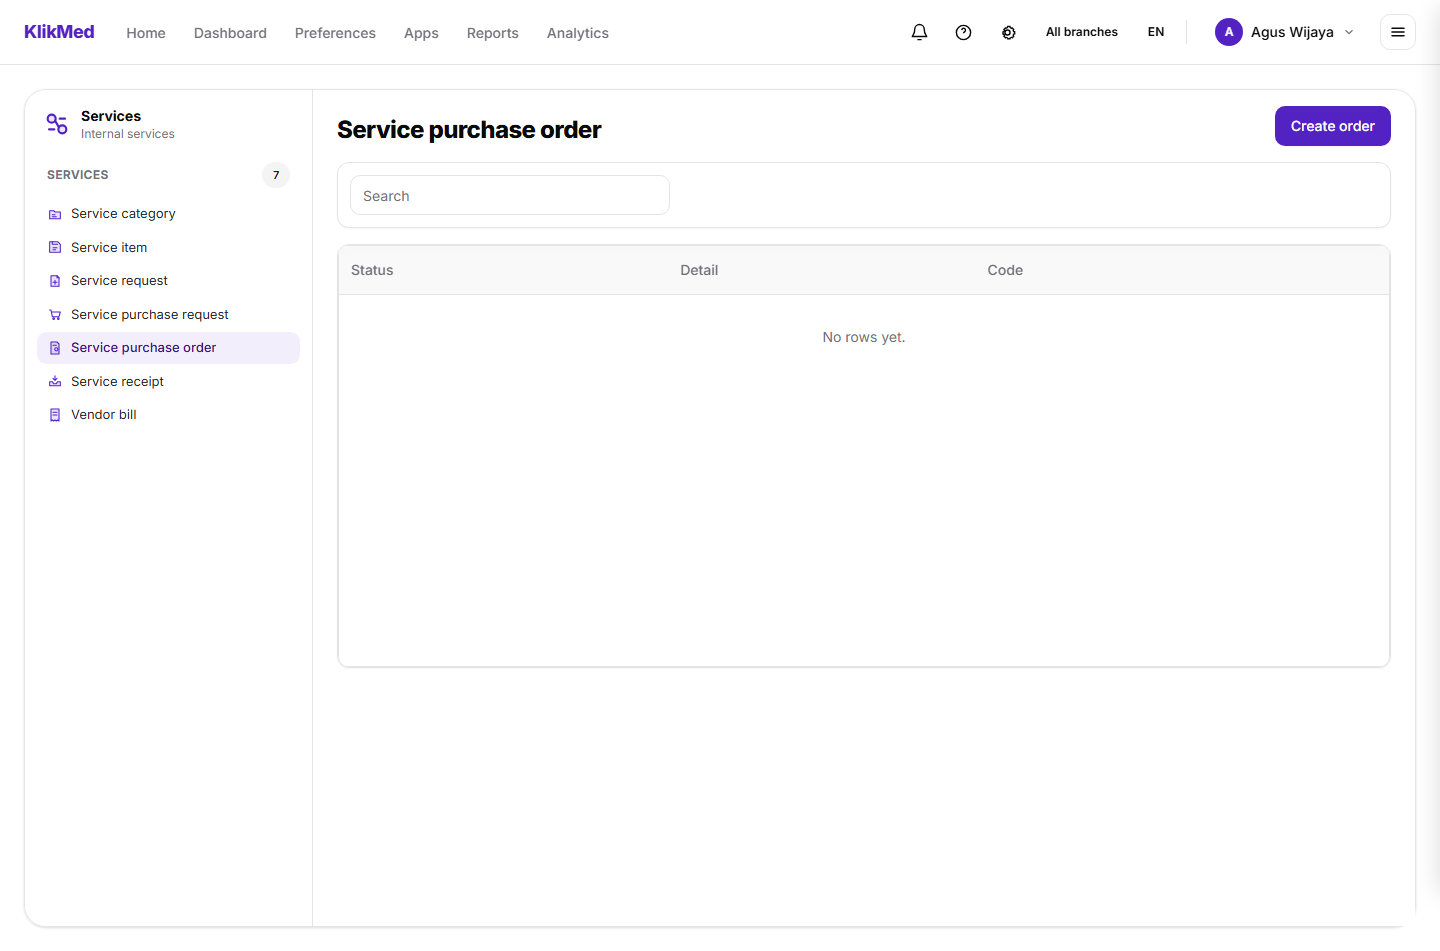 KlikMed
Home
Dashboard
Preferences
Apps
Reports
Analytics
All branches
EN
A
Agus Wijaya
Services
Internal services
SERVICES
7
Service category
Service item
Service request
Service purchase request
Service purchase order
Service receipt
Vendor bill
Service purchase order
Create order
Search
Status
Detail
Code
No rows yet.